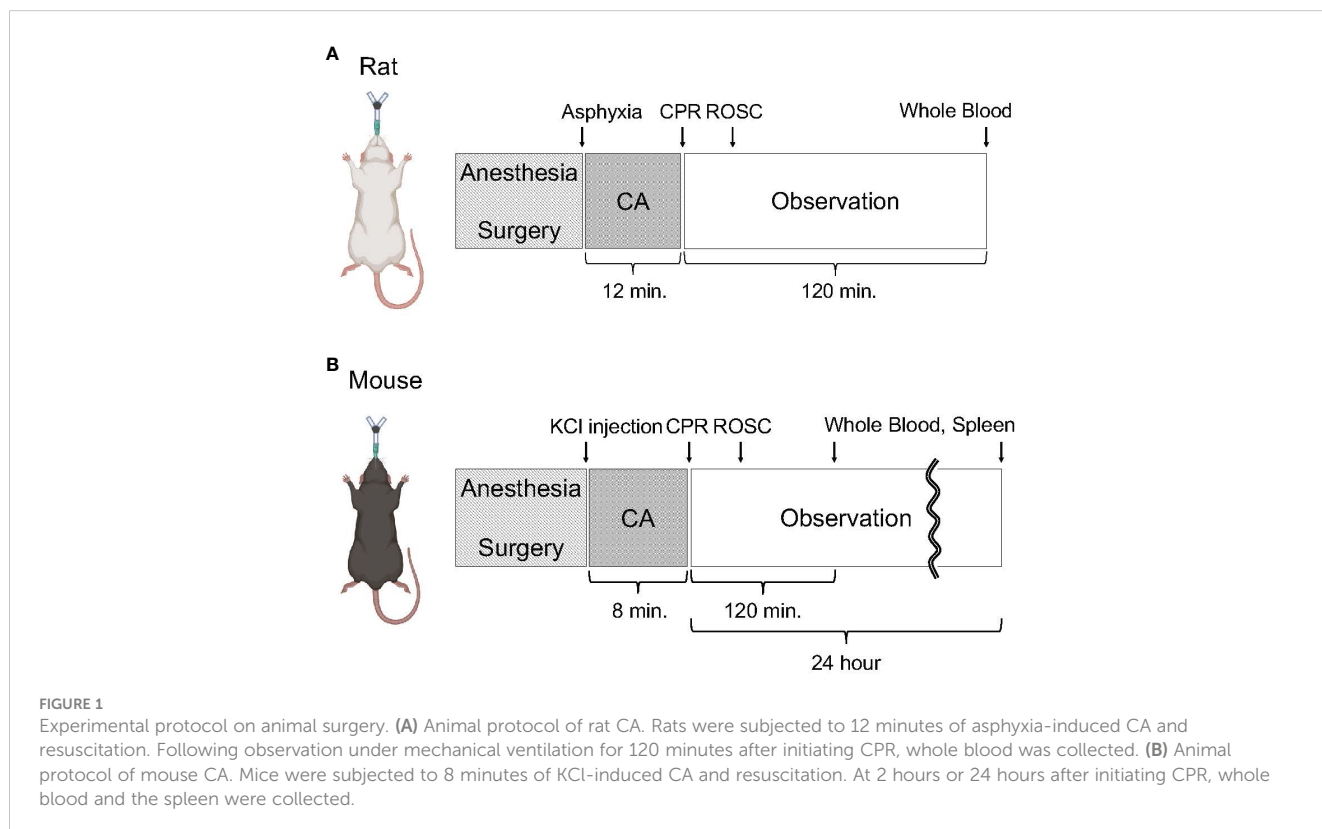 A
Rat
Asphyxia CPR ROSC Whole Blood
Anesthesia
Surgery
CA
Observation
12 min. 120 min.
B
Mouse
KCl injection CPR ROSC Whole Blood, Spleen
Anesthesia
Surgery
CA
Observation
8 min. 120 min.
24 hour
FIGURE 1
Experimental protocol on animal surgery. (A) Animal protocol of rat CA. Rats were subjected to 12 minutes of asphyxia-induced CA and
resuscitation. Following observation under mechanical ventilation for 120 minutes after initiating CPR, whole blood was collected. (B) Animal
protocol of mouse CA. Mice were subjected to 8 minutes of KCl-induced CA and resuscitation. At 2 hours or 24 hours after initiating CPR, whole
blood and the spleen were collected.